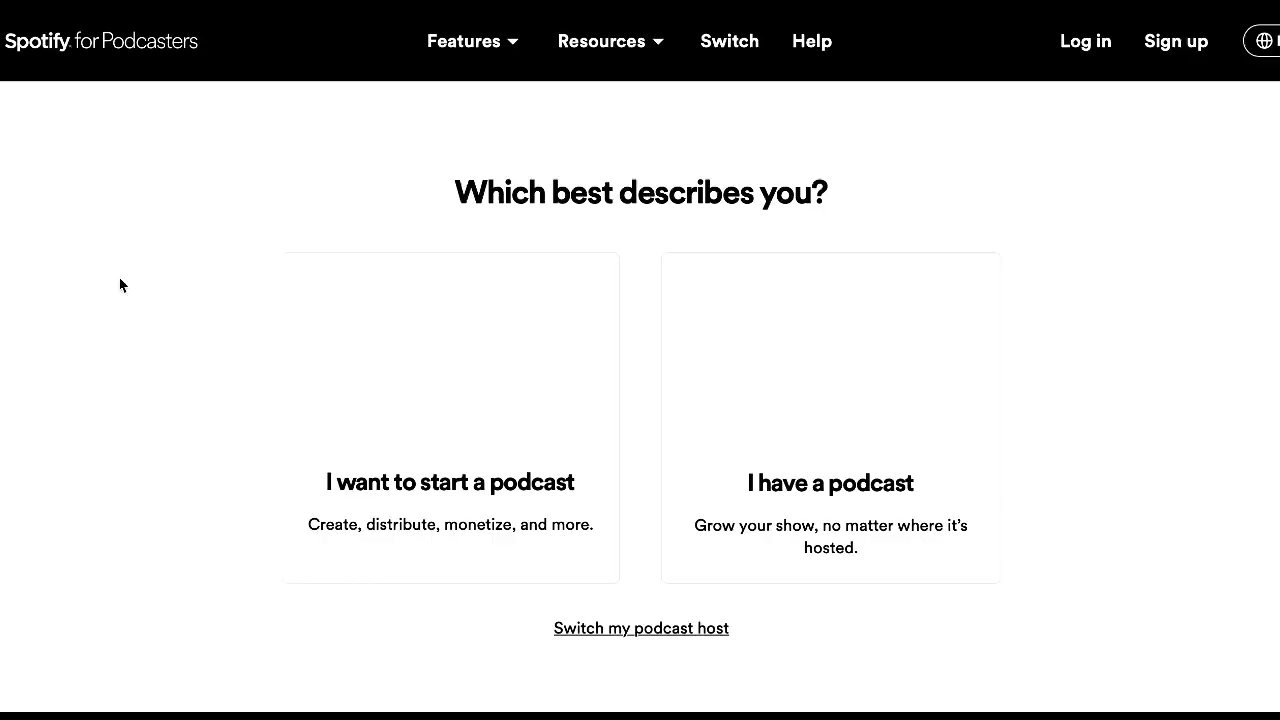 Spotify for Podcasters
Features
Resources
Switch
Help
Log in
Sign up
Which best describes you?
I want to start a podcast
Create, distribute, monetize, and more.
I have a podcast
Grow your show, no matter where it's
hosted.
Switch my podcast host